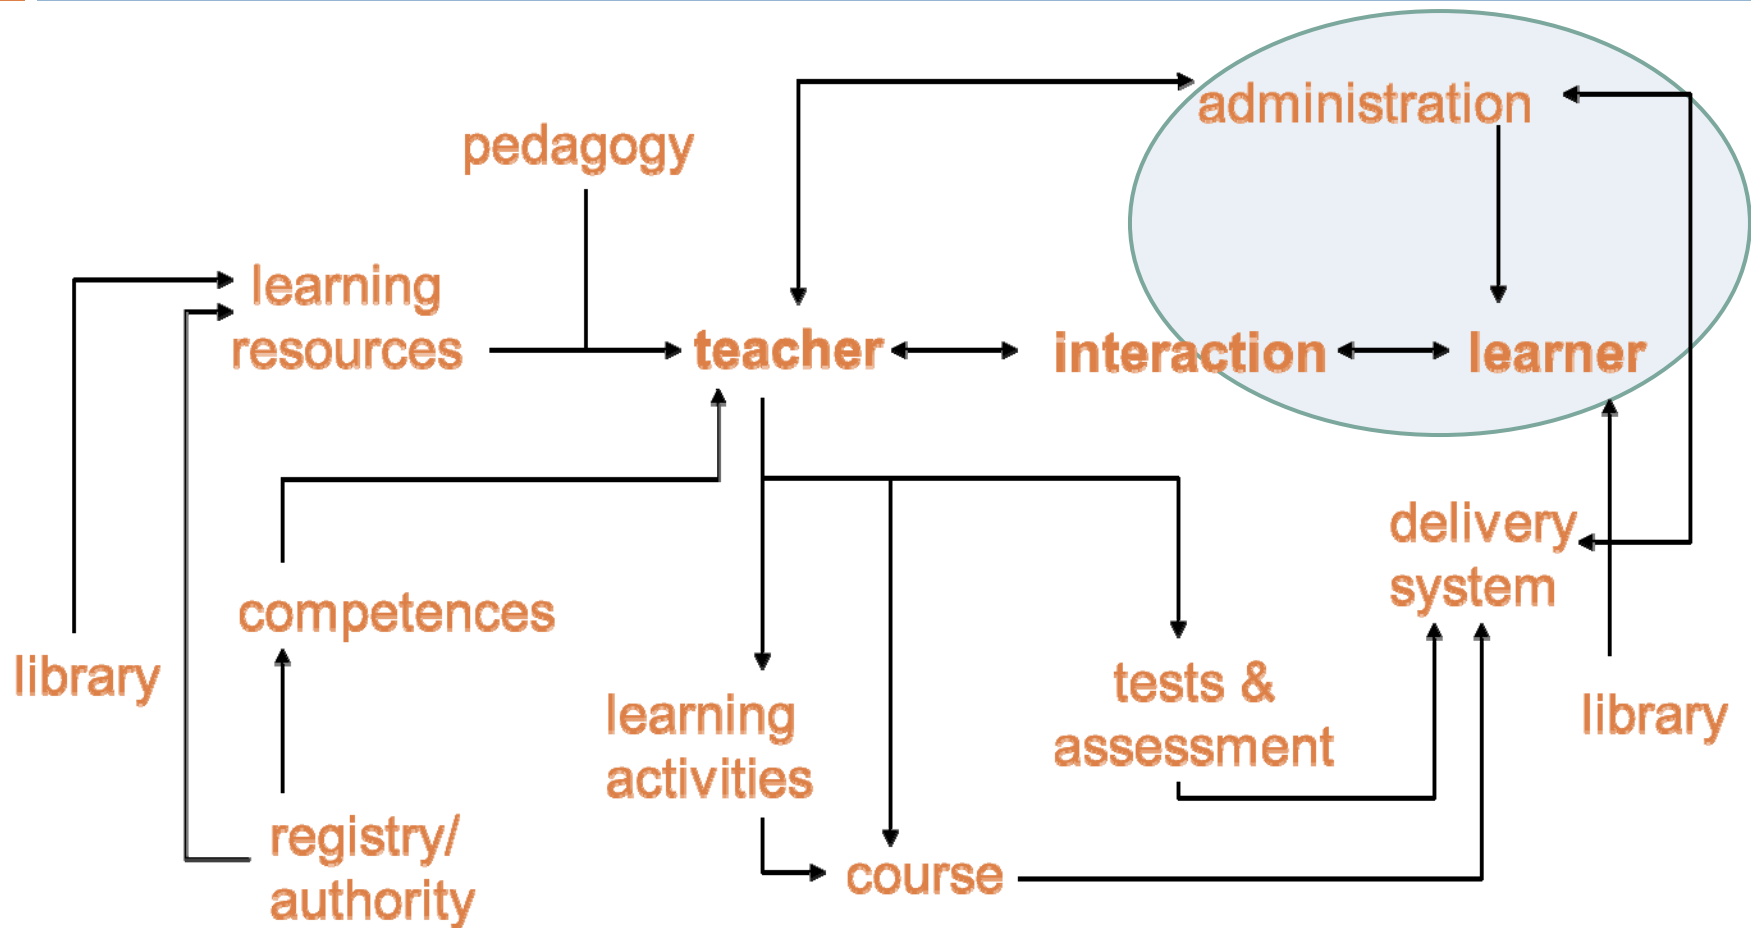 administration
pedagogy
learning
resources
teacher
interaction
learner
delivery
system
competences
library
tests &
assessment
learning
activities
library
registry/
authority
course